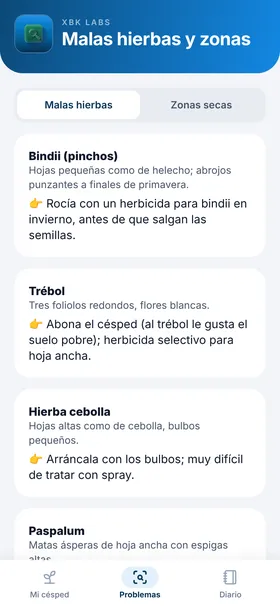 XBK LABS
Malas hierbas y zonas
Malas hierbas
Zonas secas
Bindii (pinchos)
Hojas pequeñas como de helecho; abrojos
punzantes a finales de primavera.
👉 Rocía con un herbicida para bindii en
invierno, antes de que salgan las
semillas.
Trébol
Tres foliolos redondos, flores blancas.
👉 Abona el césped (al trébol le gusta el
suelo pobre); herbicida selectivo para
hoja ancha.
Hierba cebolla
Hojas altas como de cebolla, bulbos
pequeños.
👉 Arráncala con los bulbos; muy difícil
de tratar con spray.
Paspalum
Matas ásperas de hoja ancha con espigas
altas.
Mi césped
Problemas
Diario